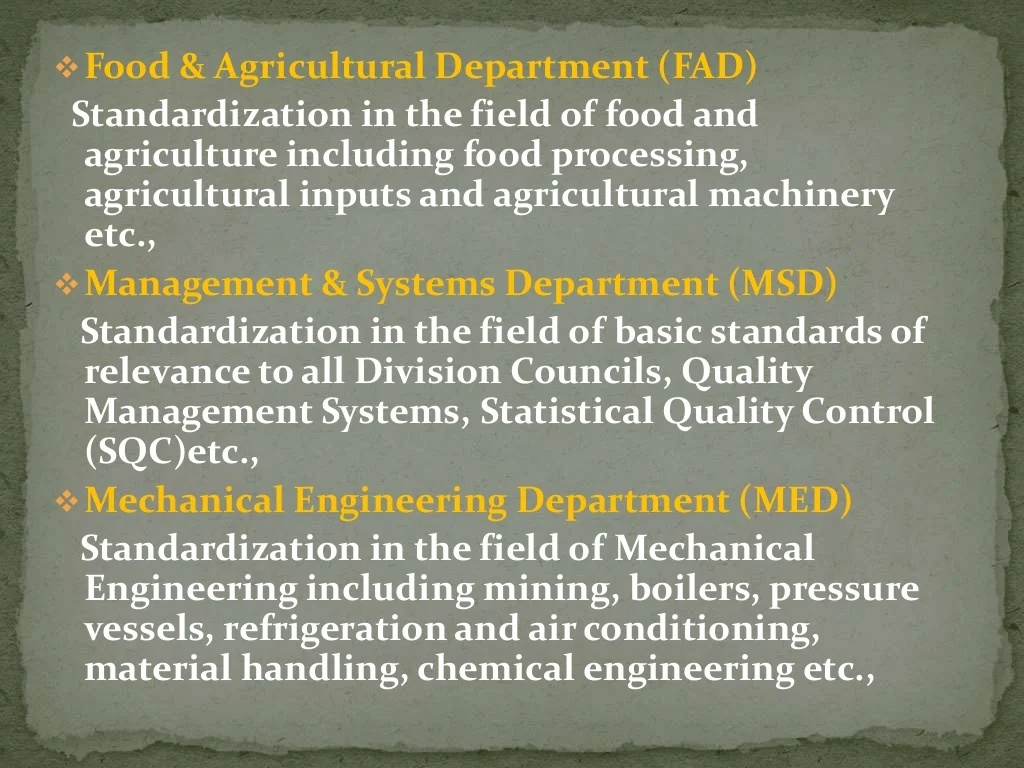 ❖ Food & Agricultural Department (FAD)
Standardization in the field of food and
agriculture including food processing,
agricultural inputs and agricultural machinery
etc.,
❖ Management & Systems Department (MSD)
Standardization in the field of basic standards of
relevance to all Division Councils, Quality
Management Systems, Statistical Quality Control
(SQC)etc.,
❖ Mechanical Engineering Department (MED)
Standardization in the field of Mechanical
Engineering including mining, boilers, pressure
vessels, refrigeration and air conditioning,
material handling, chemical engineering etc.,